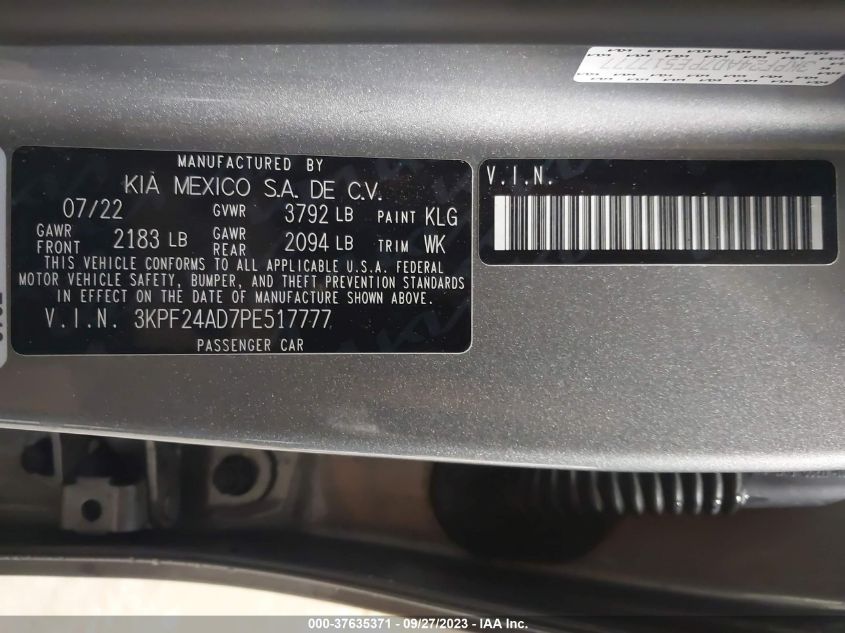 3KPF24AD7PE517777
MANUFACTURED BY
KIA MEXICO S.A. DE C.V.
07/22 GVWR 3792 LB PAINT KLG
GAWR FRONT 2183 LB GAWR REAR 2094 LB TRIM WK
THIS VEHICLE CONFORMS TO ALL APPLICABLE U.S.A. FEDERAL
MOTOR VEHICLE SAFETY, BUMPER, AND THEFT PREVENTION STANDARDS
IN EFFECT ON THE DATE OF MANUFACTURE SHOWN ABOVE.
V.I.N. 3KPF24AD7PE517777
PASSENGER CAR
V.I.N.
000-37635371 - 09/27/2023 - IAA Inc.